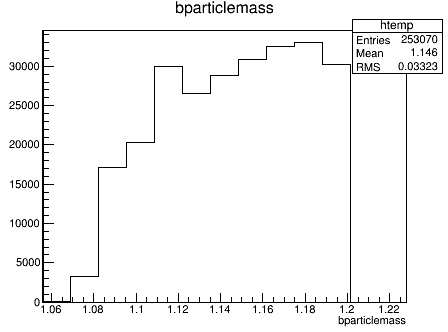 bparticlemass
htemp
Entries 253070
Mean 1.146
RMS 0.03323
30000
25000
20000
15000
10000
5000
0
1.06 1.08 1.1 1.12 1.14 1.16 1.18 1.2 1.22
bparticlemass